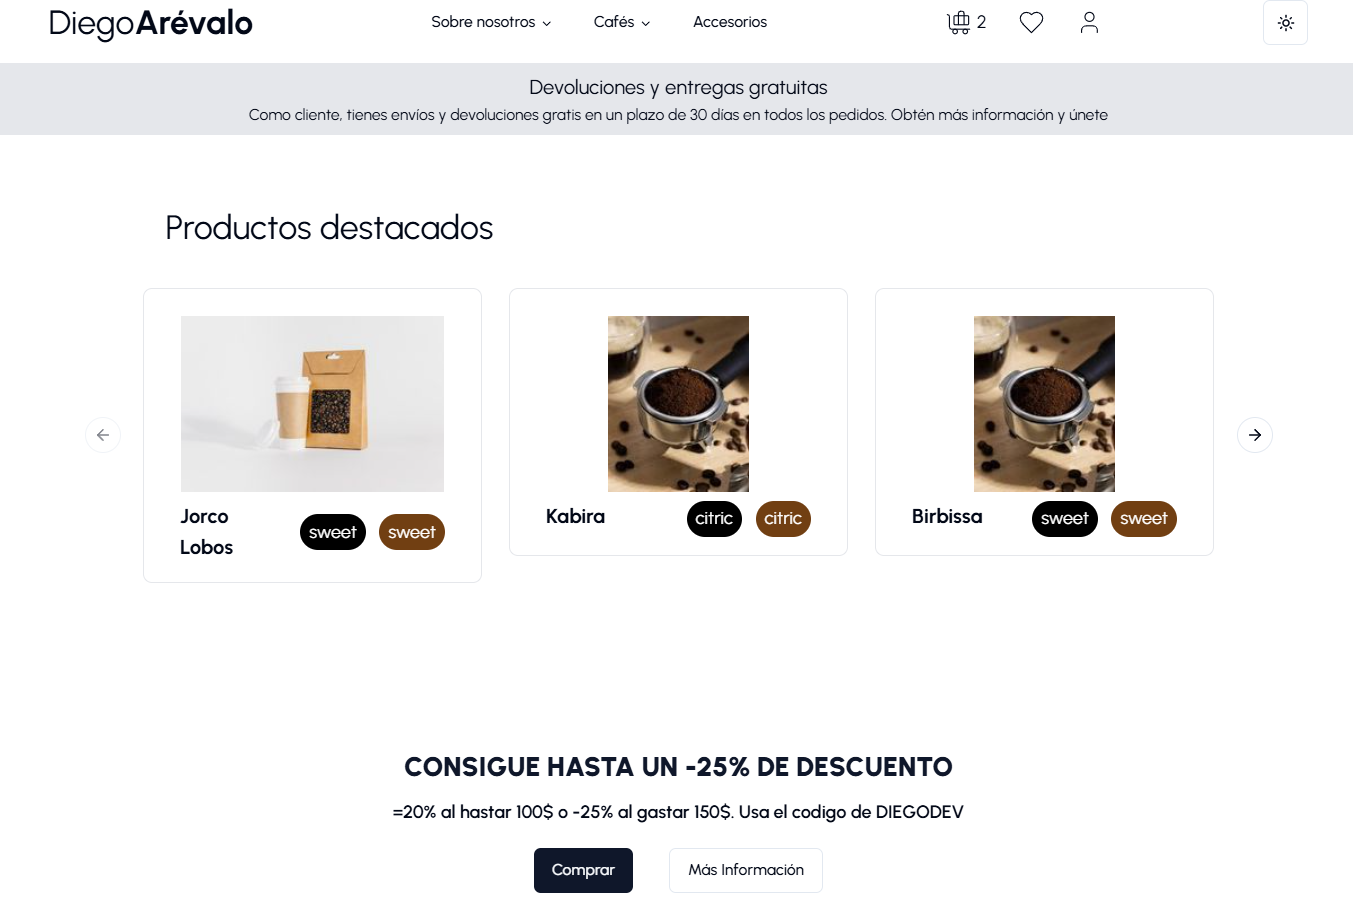 DiegoArévalo
Sobre nosotros
Cafés
Accesorios
2
Devoluciones y entregas gratuitas
Como cliente, tienes envíos y devoluciones gratis en un plazo de 30 días en todos los pedidos. Obtén más información y únete
Productos destacados
Jorco
Lobos
sweet
sweet
Kabira
citric
citric
Birbissa
sweet
sweet
CONSIGUE HASTA UN -25% DE DESCUENTO
=20% al hastar 100$ o -25% al gastar 150$. Usa el codigo de DIEGODEV
Comprar
Más Información